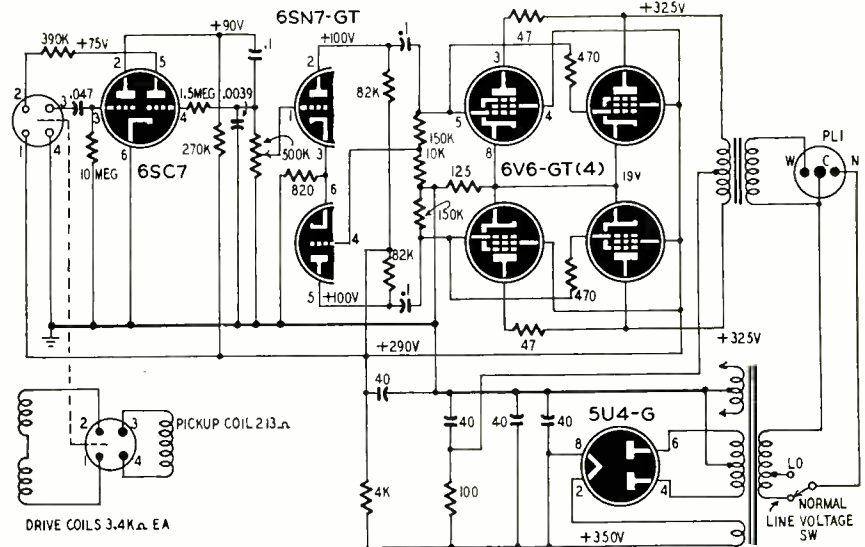 6SN7-GT
+90V
+100V
.1
.1
+325V
390K
+75V
2
5
2
47
3
470
2
3
.047
3
1.5MEG
4
.0039
1
82K
150K
5
4
10K
1
4
6
10 MEG
6SC7
270K
500K
3
820
6
125
8
6V6-GT(4)
19V
PL1
W
C
N
150K
4
82K
5
+100V
.1
470
47
+290V
+325V
40
40
40
40
5U4-G
8
6
2
4
2
3
PICKUP COIL 213Ω
1
4
4K
100
LO
NORMAL
LINE VOLTAGE
SW
+350V
DRIVE COILS 3.4KΩ EA